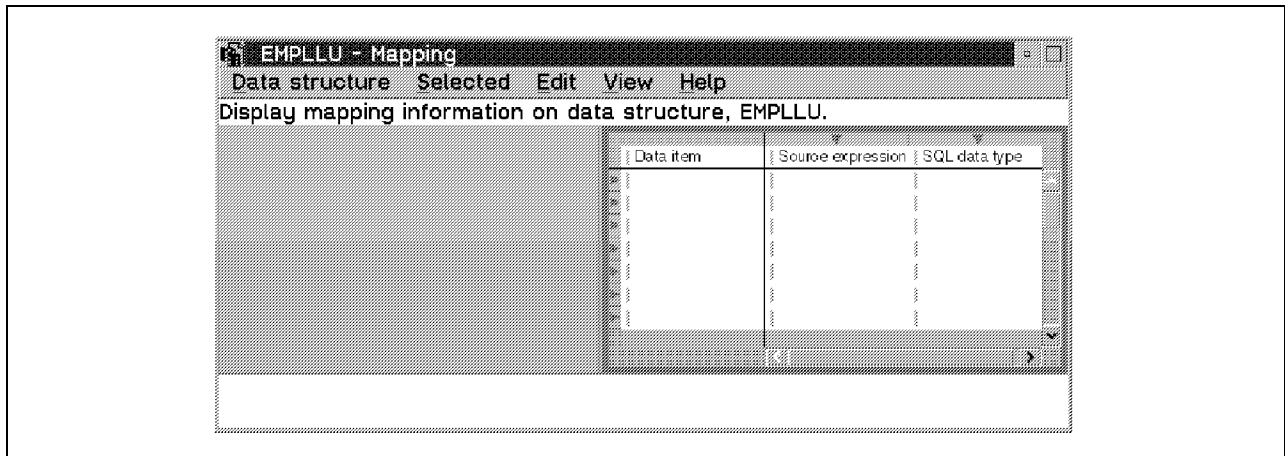 EMPLLU - Mapping
Data structure Selected Edit View Help
Display mapping information on data structure, EMPLLU.
Data item Source expression SQL data type